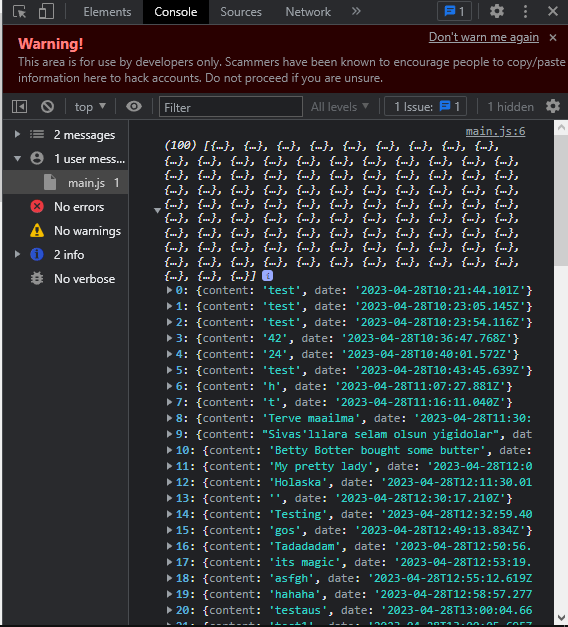 Elements Console Sources Network » 1
Warning! Don't warn me again
This area is for use by developers only. Scammers have been known to encourage people to copy/paste
information here to hack accounts. Do not proceed if you are unsure.
top Filter All levels 1 Issue: 1 1 hidden
2 messages
1 user mess...
main.js 1
No errors
No warnings
2 info
No verbose
main.js:6
(100) [{…}, {…}, {…}, {…}, {…}, {…}, {…}, {…}, {…},
{…}, {…}, {…}, {…}, {…}, {…}, {…}, {…}, {…}, {…}, {…},
{…}, {…}, {…}, {…}, {…}, {…}, {…}, {…}, {…}, {…}, {…},
{…}, {…}, {…}, {…}, {…}, {…}, {…}, {…}, {…}, {…}, {…},
{…}, {…}, {…}, {…}, {…}, {…}, {…}, {…}, {…}, {…}, {…},
{…}, {…}, {…}, {…}, {…}, {…}, {…}, {…}, {…}, {…}, {…},
{…}, {…}, {…}, {…}, {…}, {…}, {…}, {…}, {…}, {…}, {…},
{…}, {…}, {…}, {…}, {…}, {…}, {…}, {…}, {…}, {…}, {…},
{…}, {…}, {…}, {…}, {…}, {…}, {…}, {…}, {…}, {…}, {…},
{…}, {…}, {…}] i
0: {content: 'test', date: '2023-04-28T10:21:44.101Z'}
1: {content: 'test', date: '2023-04-28T10:23:05.145Z'}
2: {content: 'test', date: '2023-04-28T10:23:54.116Z'}
3: {content: '42', date: '2023-04-28T10:36:47.768Z'}
4: {content: '24', date: '2023-04-28T10:40:01.572Z'}
5: {content: 'test', date: '2023-04-28T10:43:45.639Z'}
6: {content: 'h', date: '2023-04-28T11:07:27.881Z'}
7: {content: 't', date: '2023-04-28T11:16:11.040Z'}
8: {content: 'Terve maailma', date: '2023-04-28T11:30:
9: {content: "Sivas'lılara selam olsun yigidolar", dat
10: {content: 'Betty Botter bought some butter', date:
11: {content: 'My pretty lady', date: '2023-04-28T12:0
12: {content: 'Holaska', date: '2023-04-28T12:11:30.01
13: {content: '', date: '2023-04-28T12:30:17.210Z'}
14: {content: 'Testing', date: '2023-04-28T12:32:59.40
15: {content: 'gos', date: '2023-04-28T12:49:13.834Z'}
16: {content: 'Tadadadam', date: '2023-04-28T12:50:56.
17: {content: 'its magic', date: '2023-04-28T12:53:19.
18: {content: 'asfgh', date: '2023-04-28T12:55:12.619Z
19: {content: 'hahaha', date: '2023-04-28T12:58:57.277
20: {content: 'testaus', date: '2023-04-28T13:00:04.66